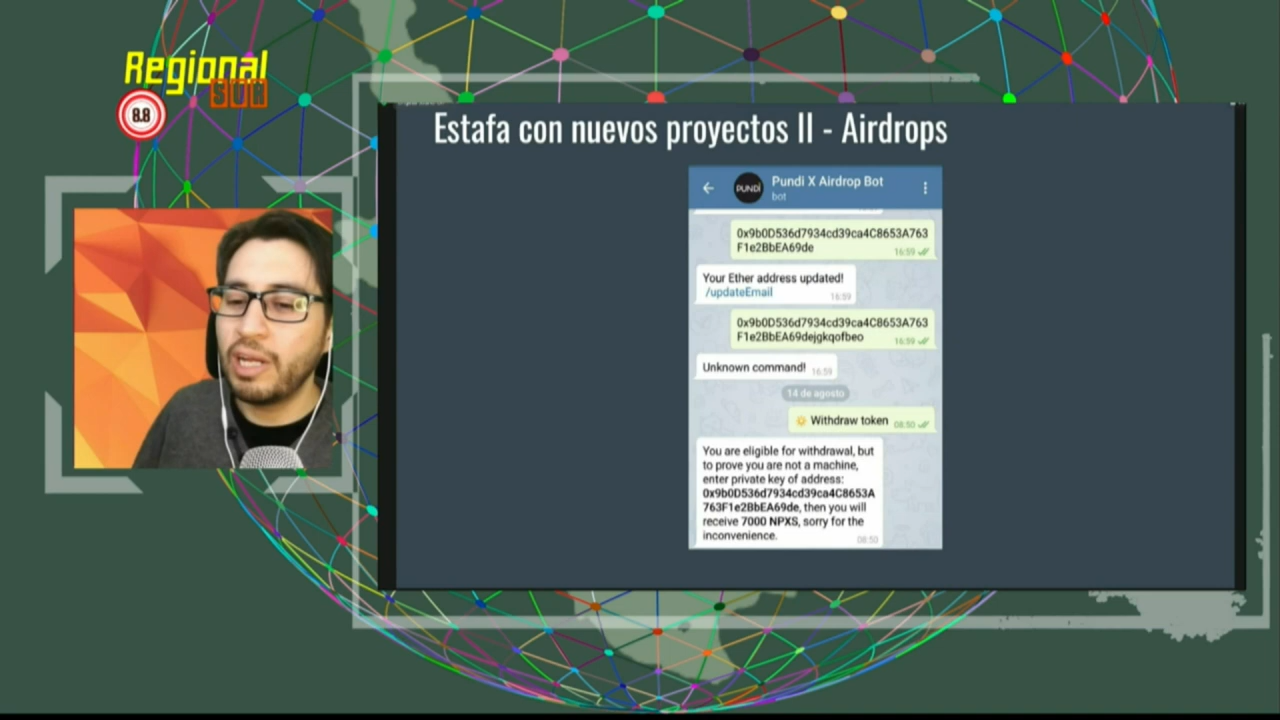 Regional
SUR
8.8
Estafa con nuevos proyectos II - Airdrops
PUNDI
Pundi X Airdrop Bot
bot
0x9b0D536d7934cd39ca4C8653A763
F1e2BbEA69de
16:59
Your Ether address updated!
/updateEmail
16:59
0x9b0D536d7934cd39ca4C8653A763
F1e2BbEA69dejgkqofbeo
16:59
Unknown command!
16:59
14 de agosto
Withdraw token
08:50
You are eligible for withdrawal, but
to prove you are not a machine,
enter private key of address:
0x9b0D536d7934cd39ca4C8653A
763F1e2BbEA69de, then you will
receive 7000 NPXS, sorry for the
inconvenience.
08:50